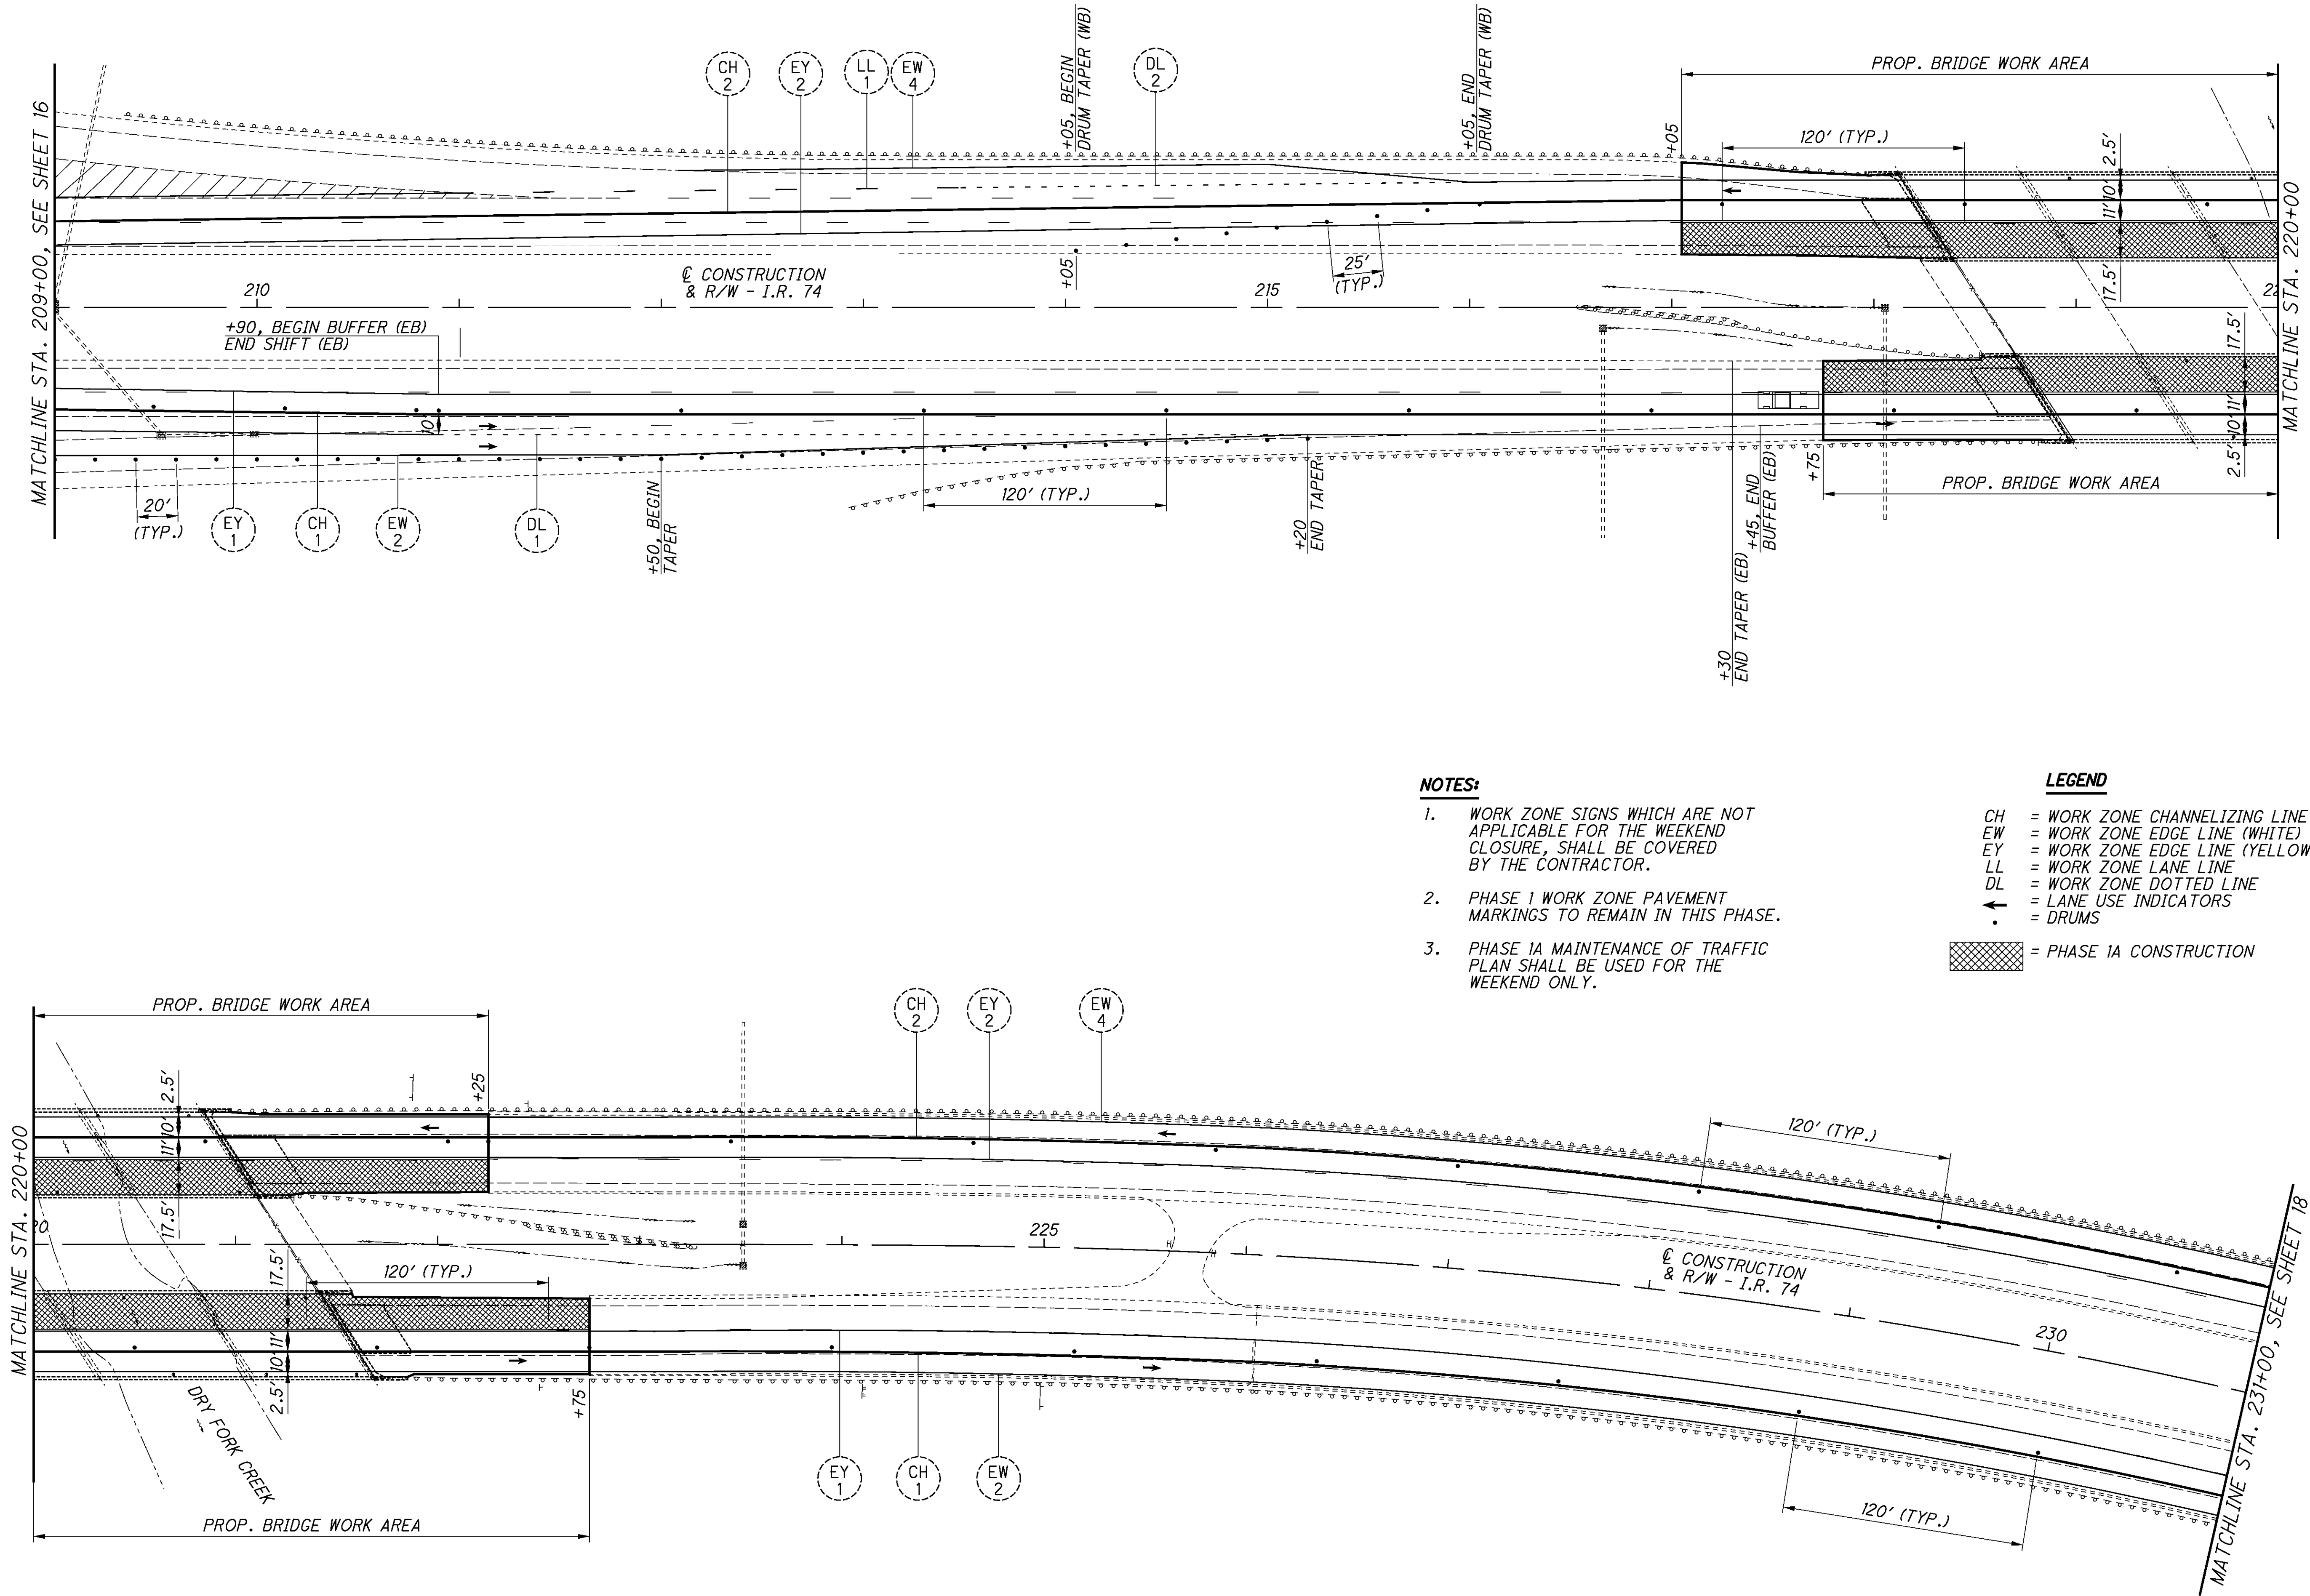 MATCHLINE STA. 209+00, SEE SHEET 16
CH
2
EY
2
LL
1
EW
4
+05, BEGIN
DRUM TAPER (WB)
DL
2
+05, END
DRUM TAPER (WB)
PROP. BRIDGE WORK AREA
+05
120' (TYP.)
2.5'
10'
11'
17.5'
MATCHLINE STA. 220+00
210
℄ CONSTRUCTION
& R/W - I.R. 74
+05
25'
(TYP.)
215
22
+90, BEGIN BUFFER (EB)
END SHIFT (EB)
10'
17.5'
11'
10'
2.5'
20'
(TYP.)
EY
1
CH
1
EW
2
DL
1
+50, BEGIN
TAPER
120' (TYP.)
+20
END TAPER
+30
END TAPER (EB)
+45, END
BUFFER (EB)
+75
PROP. BRIDGE WORK AREA
NOTES:
1. WORK ZONE SIGNS WHICH ARE NOT
APPLICABLE FOR THE WEEKEND
CLOSURE, SHALL BE COVERED
BY THE CONTRACTOR.
2. PHASE 1 WORK ZONE PAVEMENT
MARKINGS TO REMAIN IN THIS PHASE.
3. PHASE 1A MAINTENANCE OF TRAFFIC
PLAN SHALL BE USED FOR THE
WEEKEND ONLY.
LEGEND
CH = WORK ZONE CHANNELIZING LINE
EW = WORK ZONE EDGE LINE (WHITE)
EY = WORK ZONE EDGE LINE (YELLOW
LL = WORK ZONE LANE LINE
DL = WORK ZONE DOTTED LINE
= LANE USE INDICATORS
= DRUMS
= PHASE 1A CONSTRUCTION
MATCHLINE STA. 220+00
PROP. BRIDGE WORK AREA
2.5'
10'
11'
17.5'
+25
CH
2
EY
2
EW
4
120' (TYP.)
20
225
℄ CONSTRUCTION
& R/W - I.R. 74
230
17.5'
11'
10'
2.5'
120' (TYP.)
DRY FORK CREEK
+75
PROP. BRIDGE WORK AREA
EY
1
CH
1
EW
2
120' (TYP.)
MATCHLINE STA. 231+00, SEE SHEET 18